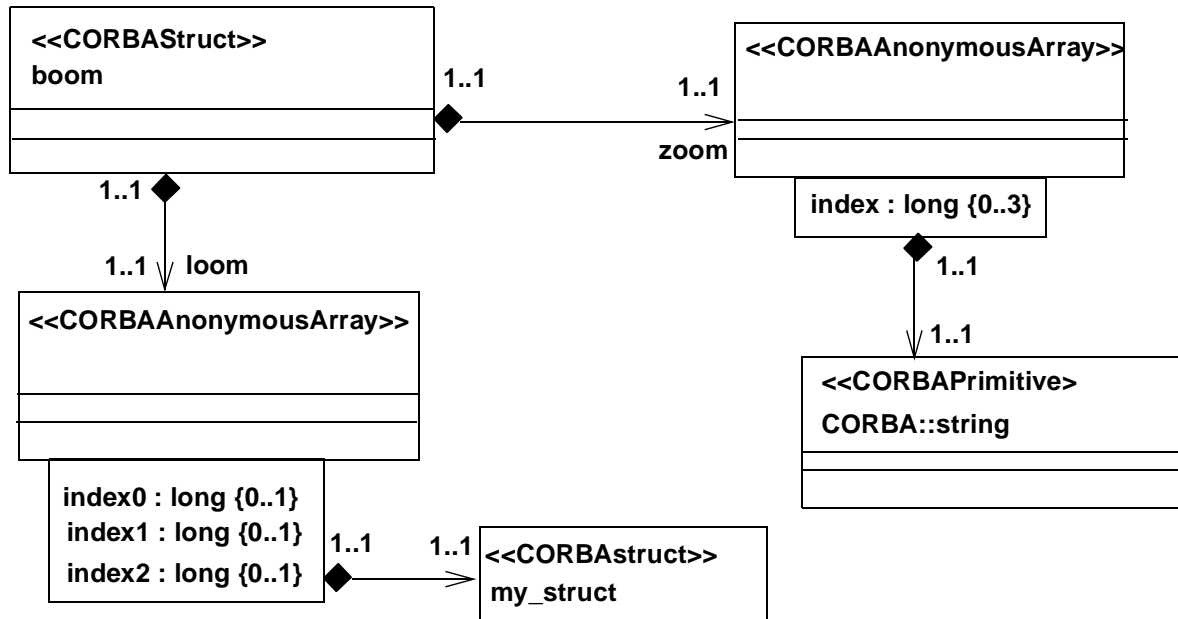 <<CORBAStruct>>
boom
1..1
1..1
zoom
<<CORBAAnonymousArray>>
index : long {0..3}
1..1
1..1
<<CORBAPrimitive>
CORBA::string
1..1
1..1
loom
<<CORBAAnonymousArray>>
index0 : long {0..1}
index1 : long {0..1}
index2 : long {0..1}
1..1
1..1
<<CORBAstruct>>
my_struct